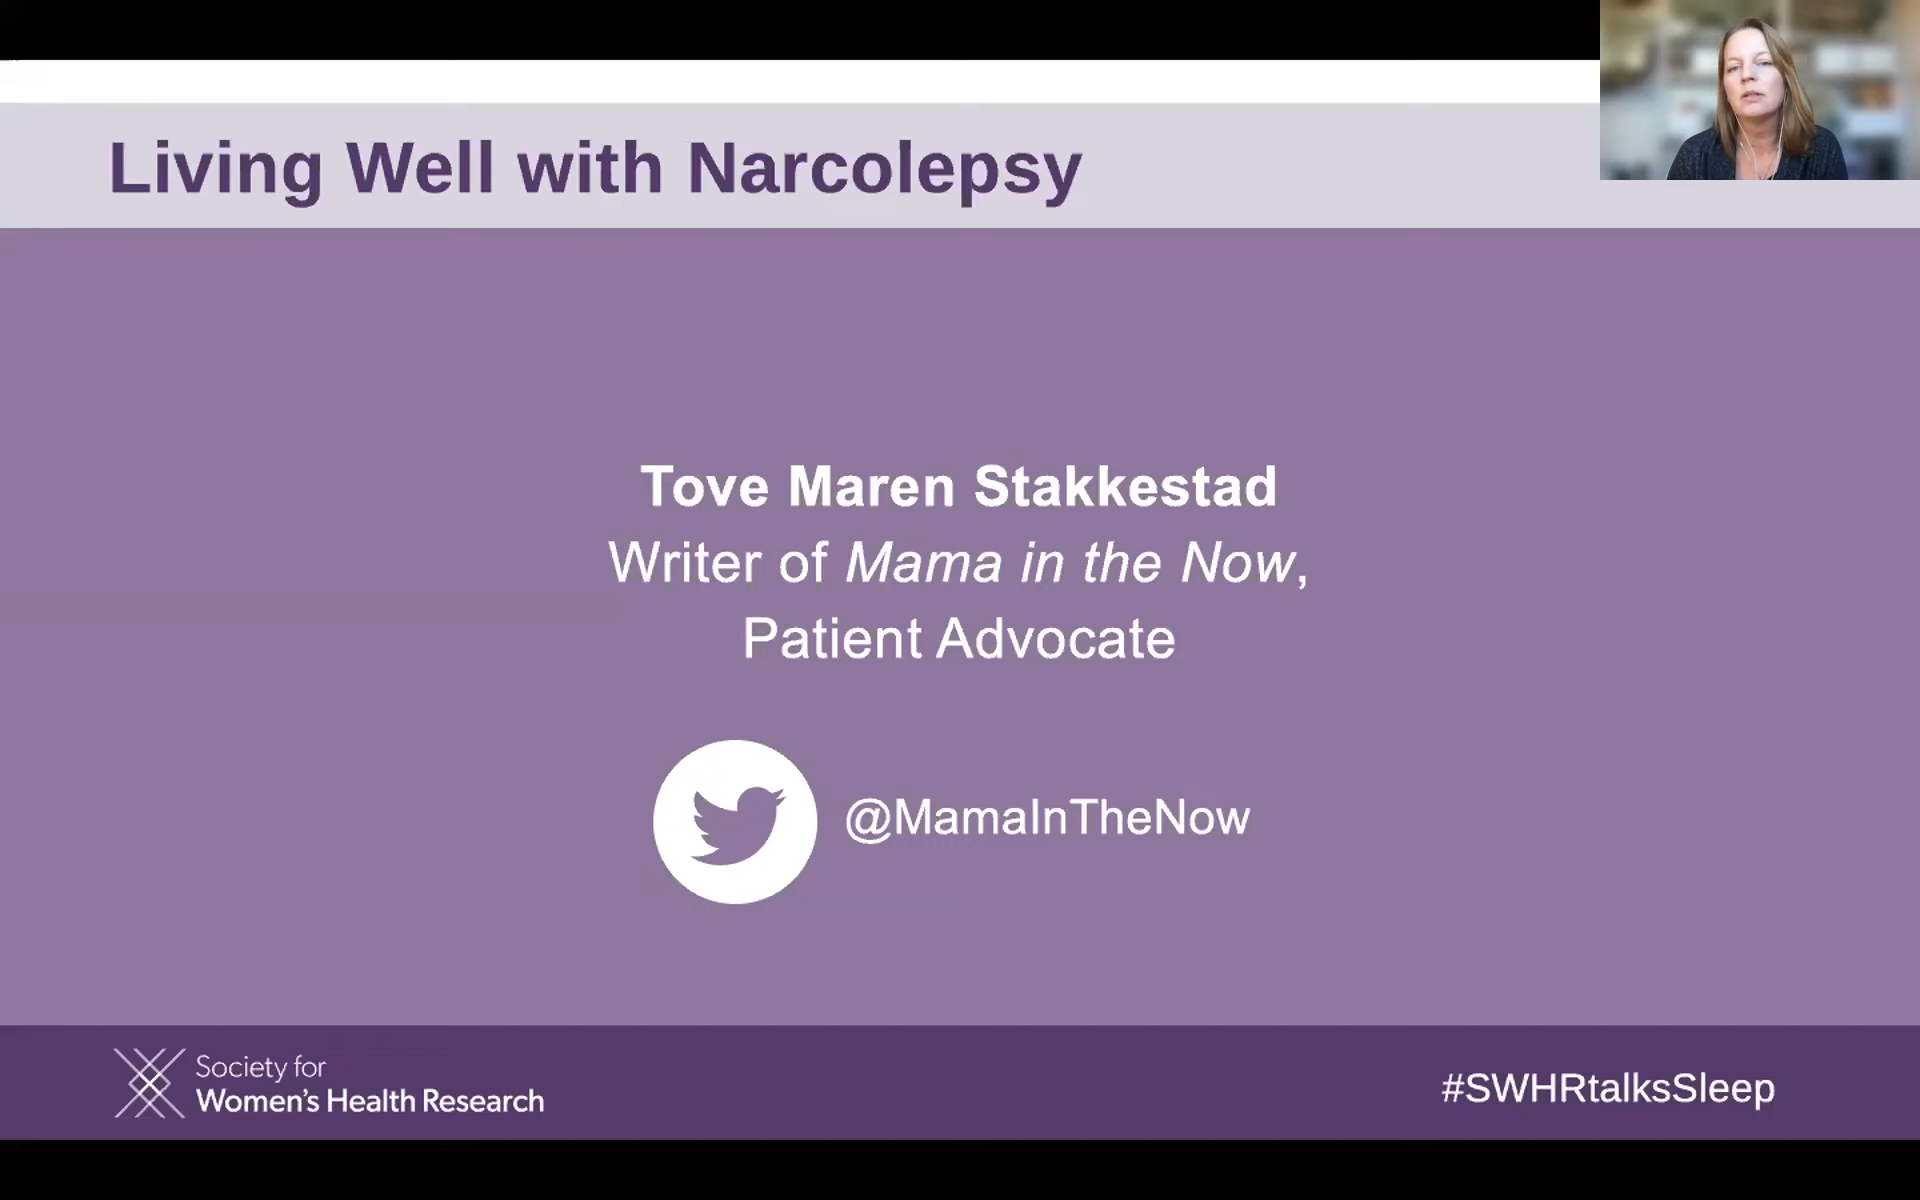 Living Well with Narcolepsy
Tove Maren Stakkestad
Writer of Mama in the Now,
Patient Advocate
@MamaInTheNow
Society for
Women's Health Research
#SWHRtalksSleep